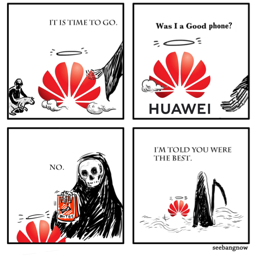 IT IS TIME TO GO.
Was I a Good phone?
HUAWEI
NO.
I'M TOLD YOU WERE
THE BEST.
seebangnow